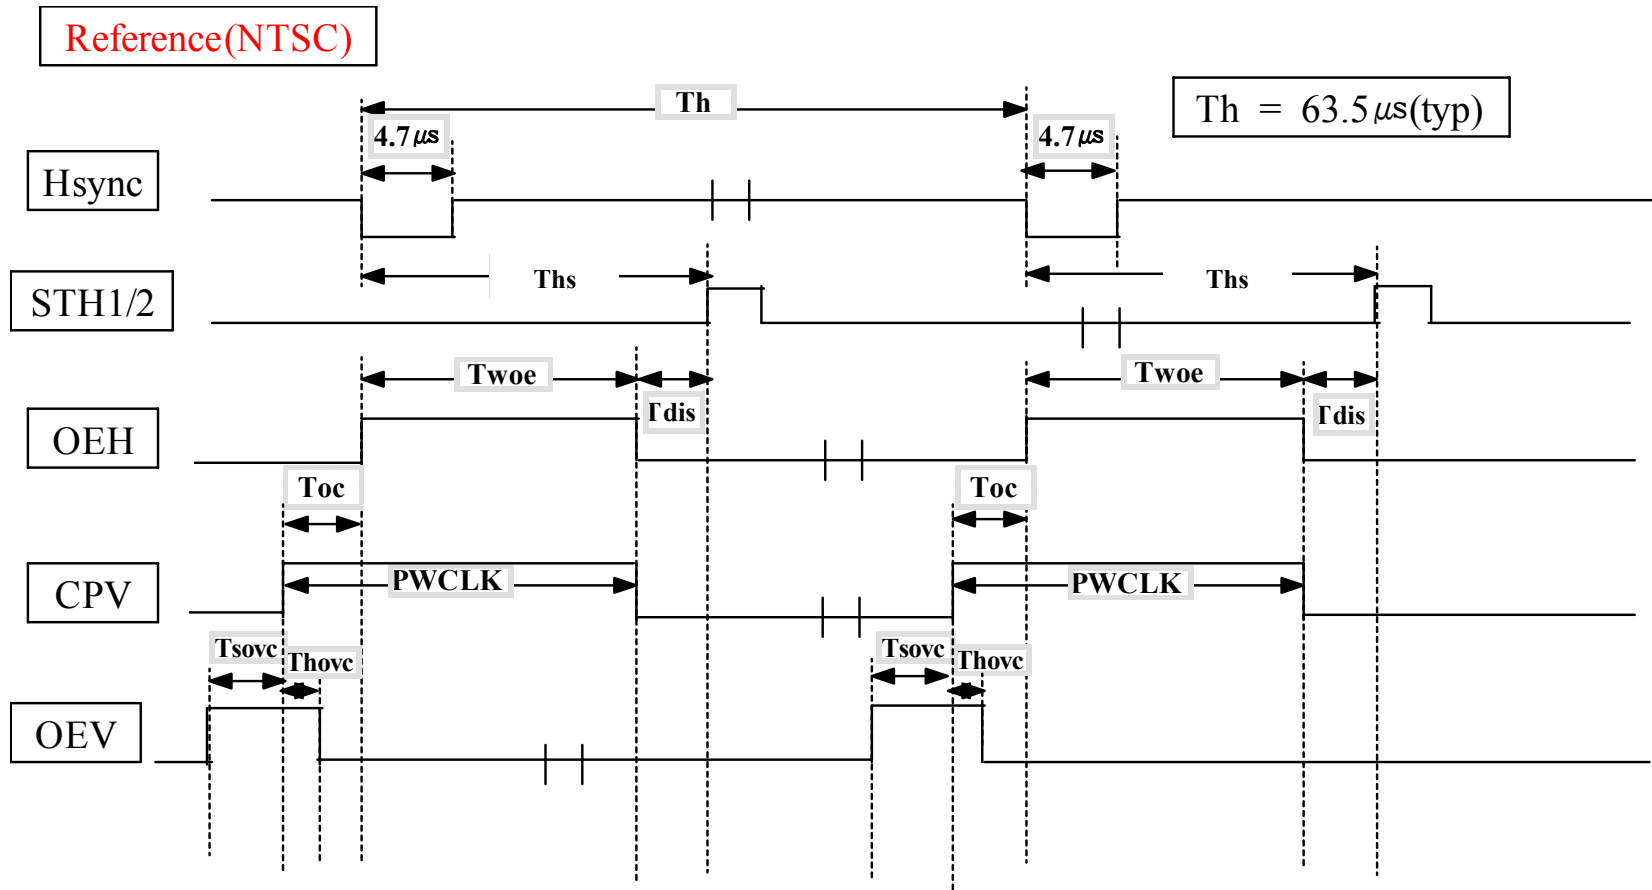 Reference(NTSC)
Th
Th = 63.5μs(typ)
4.7μs
4.7μs
Hsync
Ths
Ths
STH1/2
Twoe
Twoe
Tdis
Tdis
OEH
Toc
Toc
PWCLK
PWCLK
CPV
Tsovc
Thovc
Tsovc
Thovc
OEV